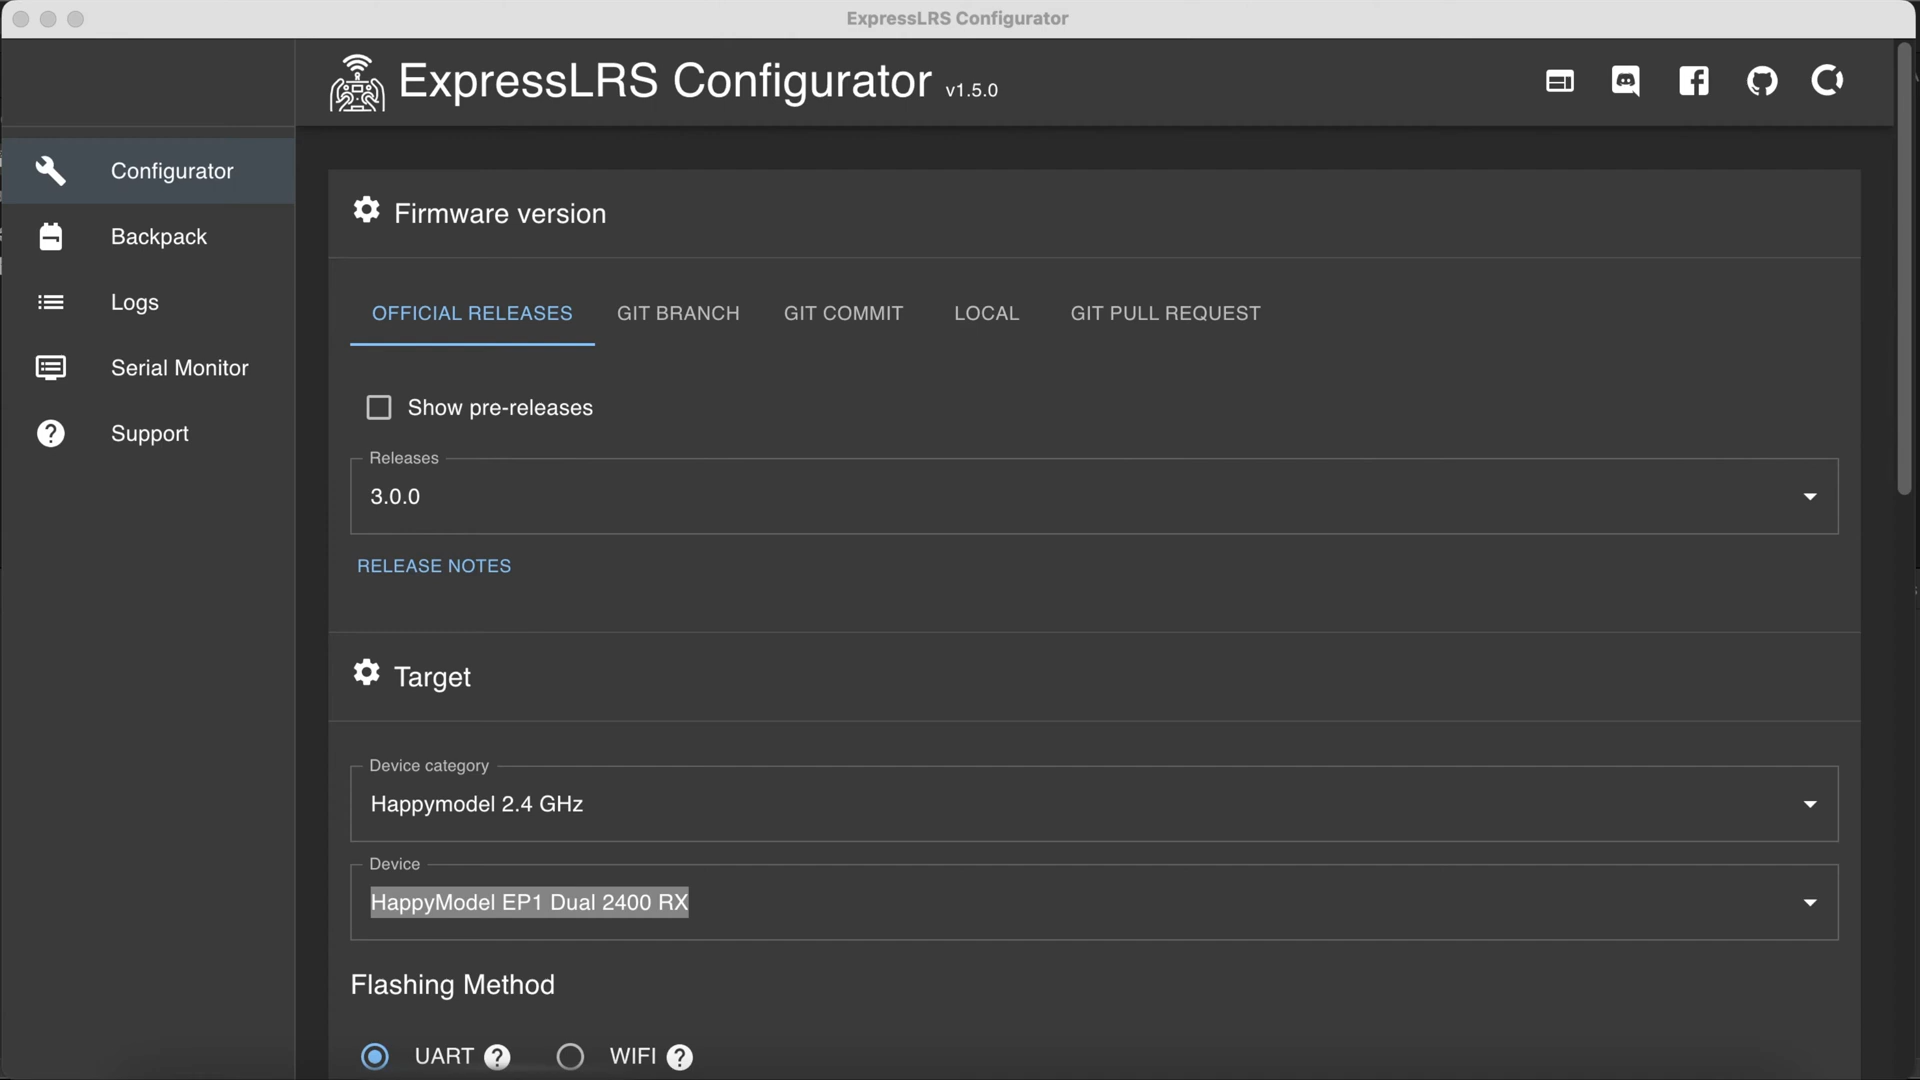 ExpressLRS Configurator
ExpressLRS Configurator v1.5.0
Configurator
Backpack
Logs
Serial Monitor
Support
Firmware version
OFFICIAL RELEASES GIT BRANCH GIT COMMIT LOCAL GIT PULL REQUEST
Show pre-releases
Releases
3.0.0
RELEASE NOTES
Target
Device category
Happymodel 2.4 GHz
Device
HappyModel EP1 Dual 2400 RX
Flashing Method
UART ? WIFI ?